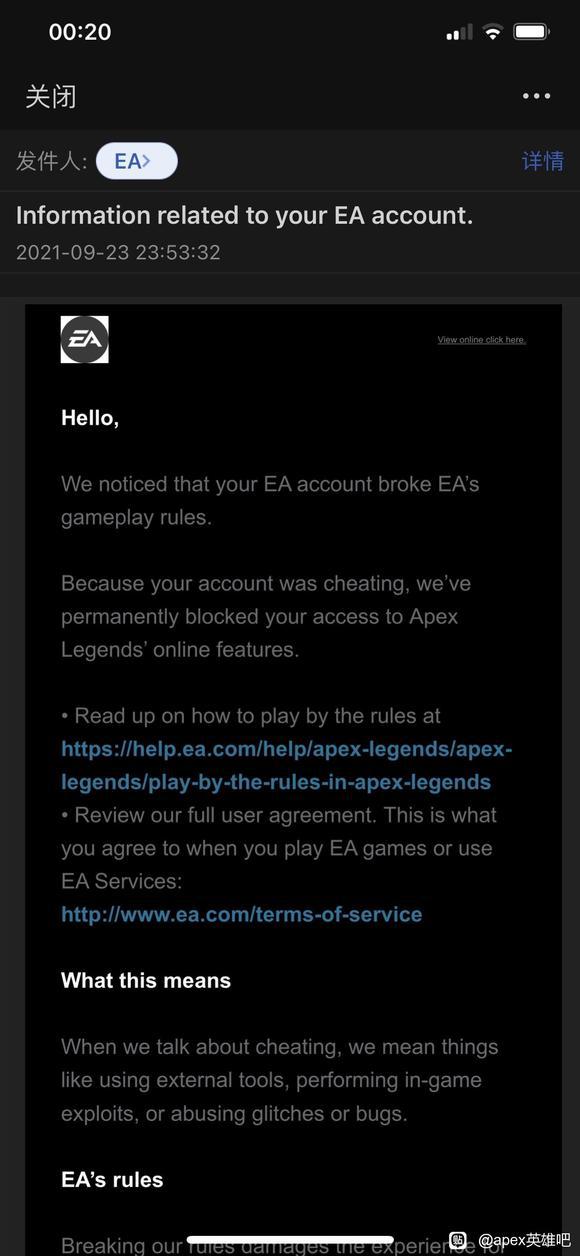 00:20
关闭
发件人: EA>
详情
Information related to your EA account.
2021-09-23 23:53:32
EA
View online click here.
Hello,
We noticed that your EA account broke EA’s
gameplay rules.
Because your account was cheating, we’ve
permanently blocked your access to Apex
Legends’ online features.
• Read up on how to play by the rules at
https://help.ea.com/help/apex-legends/apex-
legends/play-by-the-rules-in-apex-legends
• Review our full user agreement. This is what
you agree to when you play EA games or use
EA Services:
http://www.ea.com/terms-of-service
What this means
When we talk about cheating, we mean things
like using external tools, performing in-game
exploits, or abusing glitches or bugs.
EA’s rules
Breaking our rules damages the experience for
贴 @apex英雄吧